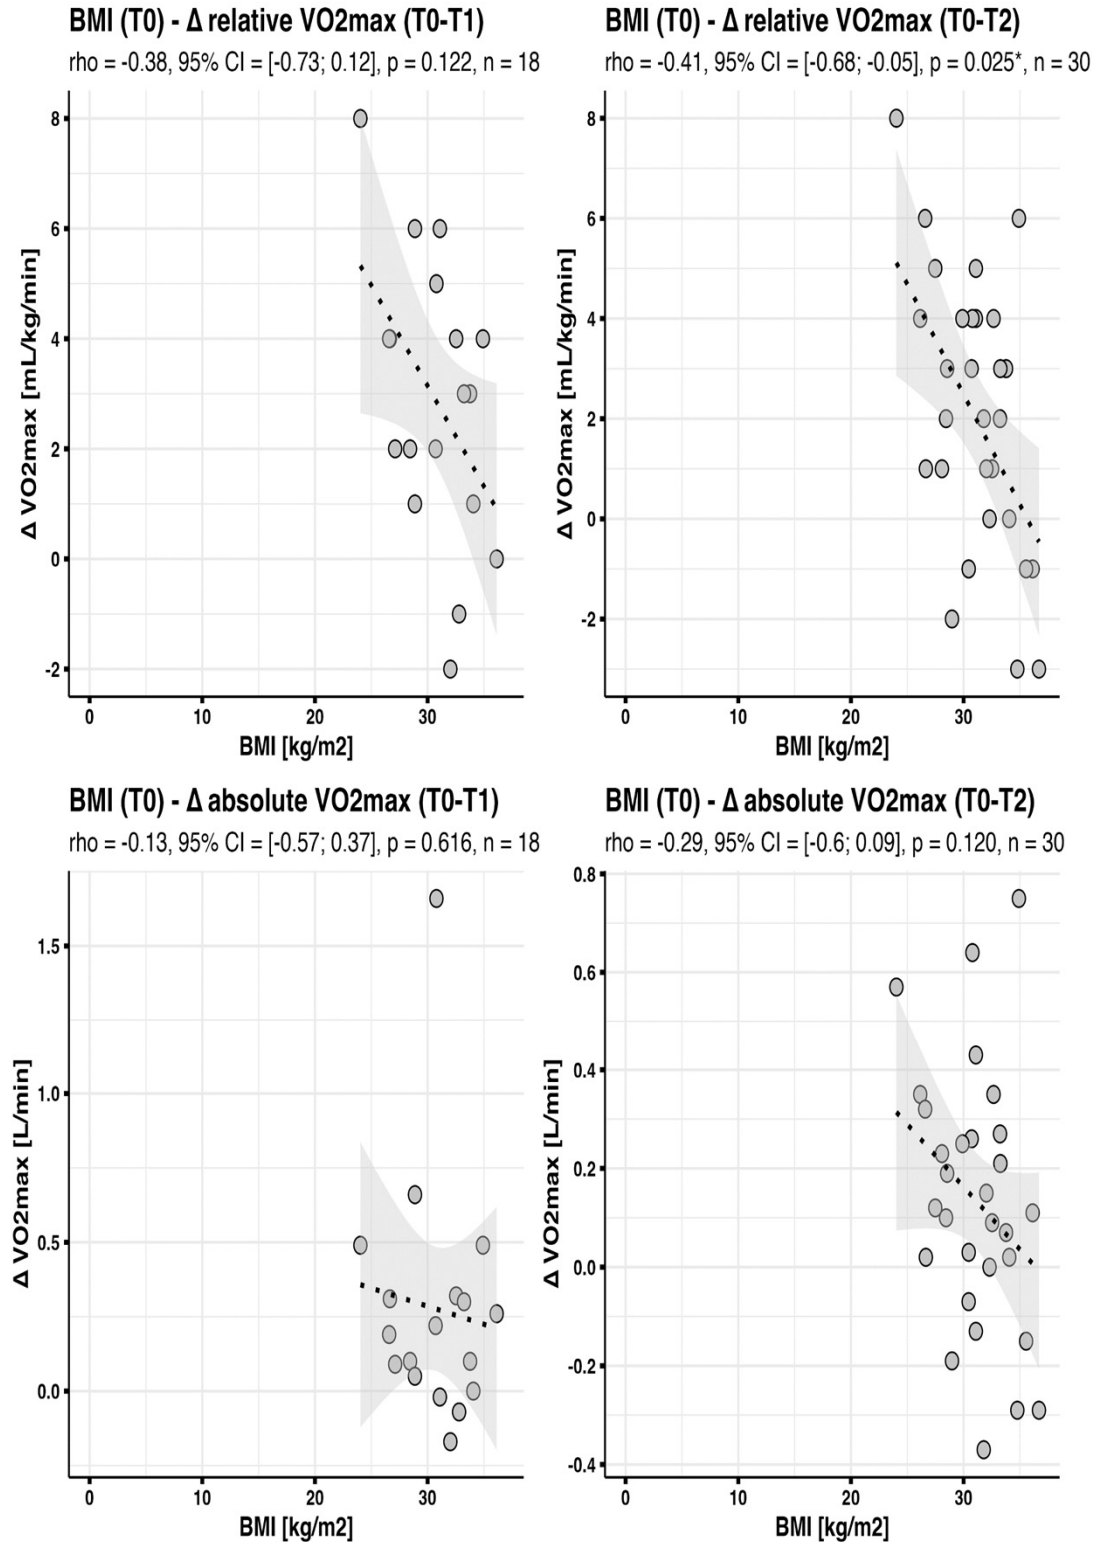 BMI (T0) - Δ relative VO2max (T0-T1)
rho = -0.38, 95% CI = [-0.73; 0.12], p = 0.122, n = 18
Δ VO2max [mL/kg/min]
8
6
4
2
0
-2
0 10 20 30
BMI [kg/m2]
BMI (T0) - Δ relative VO2max (T0-T2)
rho = -0.41, 95% CI = [-0.68; -0.05], p = 0.025*, n = 30
Δ VO2max [mL/kg/min]
8
6
4
2
0
-2
0 10 20 30
BMI [kg/m2]
BMI (T0) - Δ absolute VO2max (T0-T1)
rho = -0.13, 95% CI = [-0.57; 0.37], p = 0.616, n = 18
Δ VO2max [L/min]
1.5
1.0
0.5
0.0
0 10 20 30
BMI [kg/m2]
BMI (T0) - Δ absolute VO2max (T0-T2)
rho = -0.29, 95% CI = [-0.6; 0.09], p = 0.120, n = 30
Δ VO2max [L/min]
0.8
0.6
0.4
0.2
0.0
-0.2
-0.4
0 10 20 30
BMI [kg/m2]